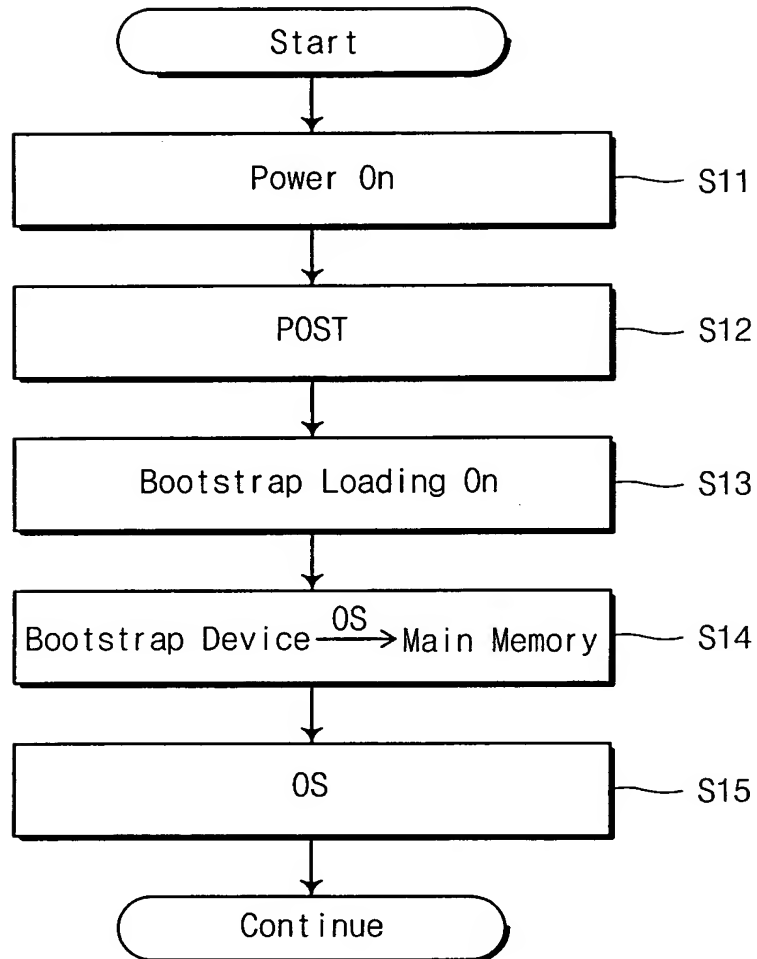 Start
Power On
S11
POST
S12
Bootstrap Loading On
S13
OS
Bootstrap Device → Main Memory
S14
OS
S15
Continue